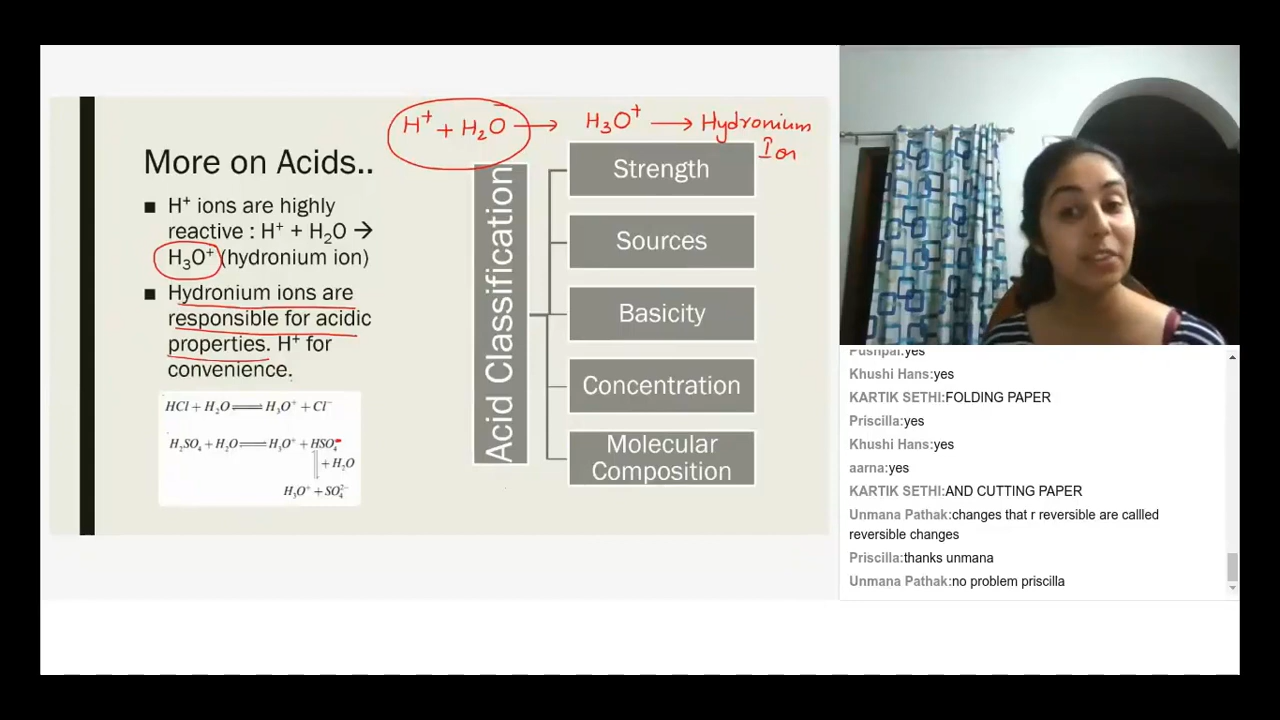 H⁺ + H₂O → H₃O⁺ → Hydronium
Ion
More on Acids..
■ H⁺ ions are highly
reactive : H⁺ + H₂O →
H₃O⁺ (hydronium ion)
■ Hydronium ions are
responsible for acidic
properties. H⁺ for
convenience.
HCl + H₂O ⇌ H₃O⁺ + Cl⁻
H₂SO₄ + H₂O ⇌ H₃O⁺ + HSO₄
+ H₂O
H₃O⁺ + SO₄²⁻
Acid Classification
Strength
Sources
Basicity
Concentration
Molecular
Composition
Pushpal:yes
Khushi Hans:yes
KARTIK SETHI:FOLDING PAPER
Priscilla:yes
Khushi Hans:yes
aarna:yes
KARTIK SETHI:AND CUTTING PAPER
Unmana Pathak:changes that r reversible are callled
reversible changes
Priscilla:thanks unmana
Unmana Pathak:no problem priscilla